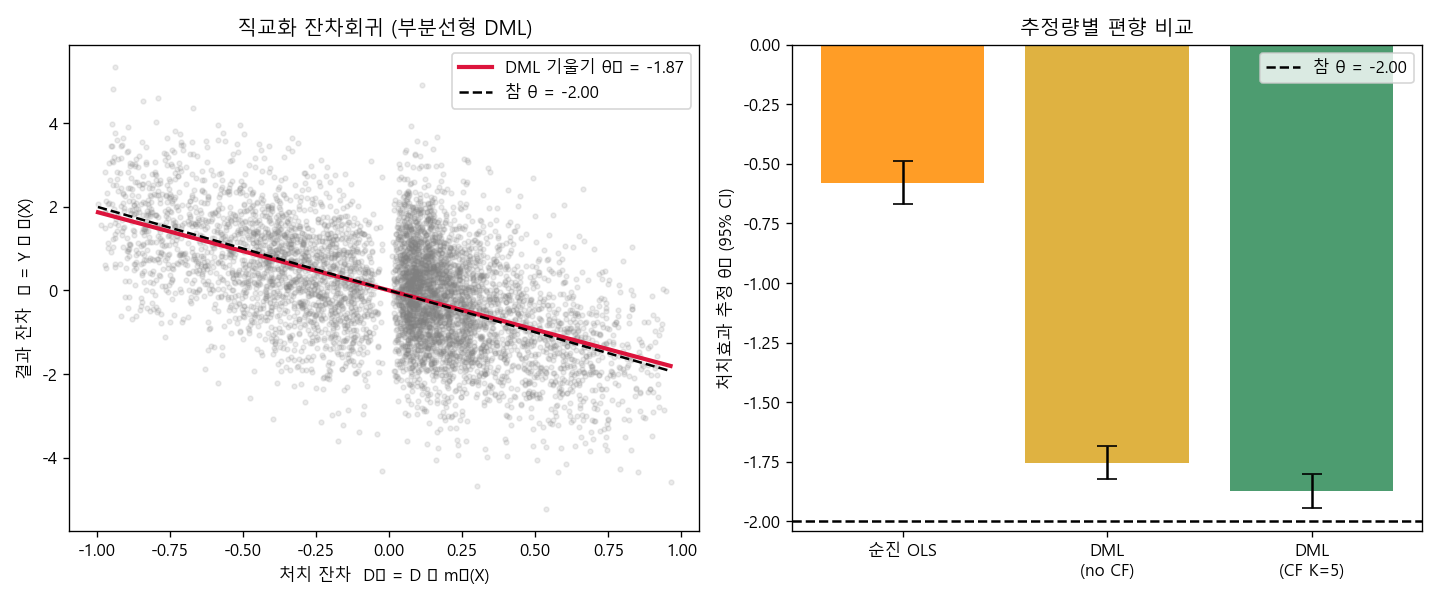 직교화 잔차회귀 (부분선형 DML)
DML 기울기 θ▯ = -1.87
참 θ = -2.00
결과 잔차 ▯ = Y ▯ ▯(X)
4
2
0
-2
-4
-1.00 -0.75 -0.50 -0.25 0.00 0.25 0.50 0.75 1.00
처치 잔차 D▯ = D ▯ m▯(X)
추정량별 편향 비교
참 θ = -2.00
처치효과 추정 θ▯ (95% CI)
0.00
-0.25
-0.50
-0.75
-1.00
-1.25
-1.50
-1.75
-2.00
순진 OLS
DML
(no CF)
DML
(CF K=5)